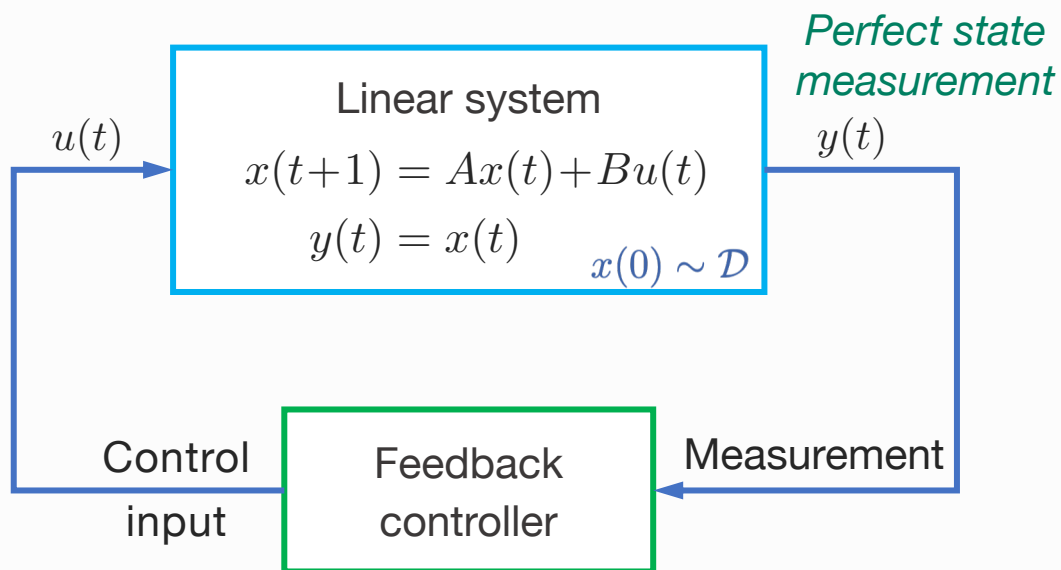 Perfect state
measurement
Linear system
u(t)
y(t)
x(t+1) = Ax(t)+Bu(t)
y(t) = x(t)
x(0) ∼ 𝒟
Control
input
Feedback
controller
Measurement